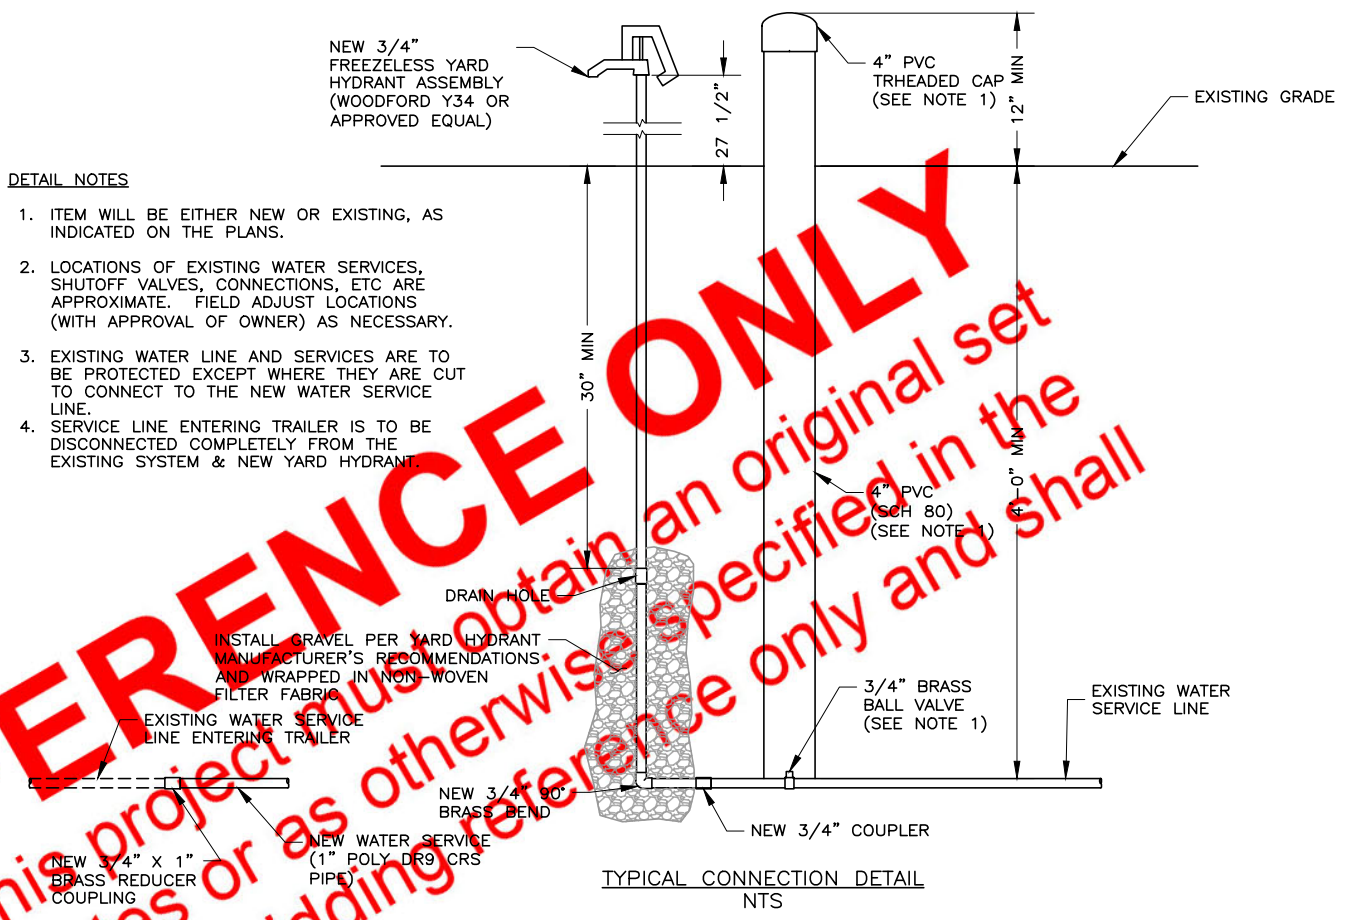 NEW 3/4"
FREEZELESS YARD
HYDRANT ASSEMBLY
(WOODFORD Y34 OR
APPROVED EQUAL)
27 1/2"
4" PVC
TRHEADED CAP
(SEE NOTE 1)
12" MIN
EXISTING GRADE
DETAIL NOTES
1. ITEM WILL BE EITHER NEW OR EXISTING, AS
INDICATED ON THE PLANS.
2. LOCATIONS OF EXISTING WATER SERVICES,
SHUTOFF VALVES, CONNECTIONS, ETC ARE
APPROXIMATE. FIELD ADJUST LOCATIONS
(WITH APPROVAL OF OWNER) AS NECESSARY.
3. EXISTING WATER LINE AND SERVICES ARE TO
BE PROTECTED EXCEPT WHERE THEY ARE CUT
TO CONNECT TO THE NEW WATER SERVICE
LINE.
4. SERVICE LINE ENTERING TRAILER IS TO BE
DISCONNECTED COMPLETELY FROM THE
EXISTING SYSTEM & NEW YARD HYDRANT.
30" MIN
4'-0" MIN
4" PVC
(SCH 80)
(SEE NOTE 1)
DRAIN HOLE
INSTALL GRAVEL PER YARD HYDRANT
MANUFACTURER'S RECOMMENDATIONS
AND WRAPPED IN NON-WOVEN
FILTER FABRIC
EXISTING WATER SERVICE
LINE ENTERING TRAILER
3/4" BRASS
BALL VALVE
(SEE NOTE 1)
EXISTING WATER
SERVICE LINE
NEW 3/4" 90°
BRASS BEND
NEW 3/4" COUPLER
NEW WATER SERVICE
(1" POLY DR9 CRS
PIPE)
NEW 3/4" X 1"
BRASS REDUCER
COUPLING
TYPICAL CONNECTION DETAIL
NTS
ERENCE ONLY
his project must obtain an original set
tes or as otherwise specified in the
idding reference only and shall